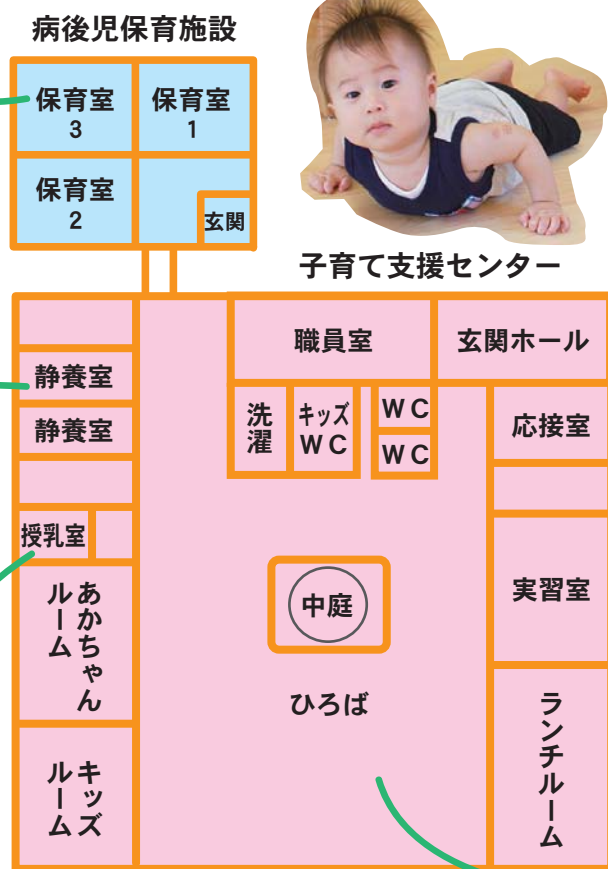 病後児保育施設
保育室
3
保育室
1
保育室
2
玄関
子育て支援センター
職員室
玄関ホール
静養室
静養室
洗濯
キッズ
WC
WC
WC
応接室
授乳室
あかちゃん
ルーム
中庭
実習室
ひろば
キッズ
ルーム
ランチルーム